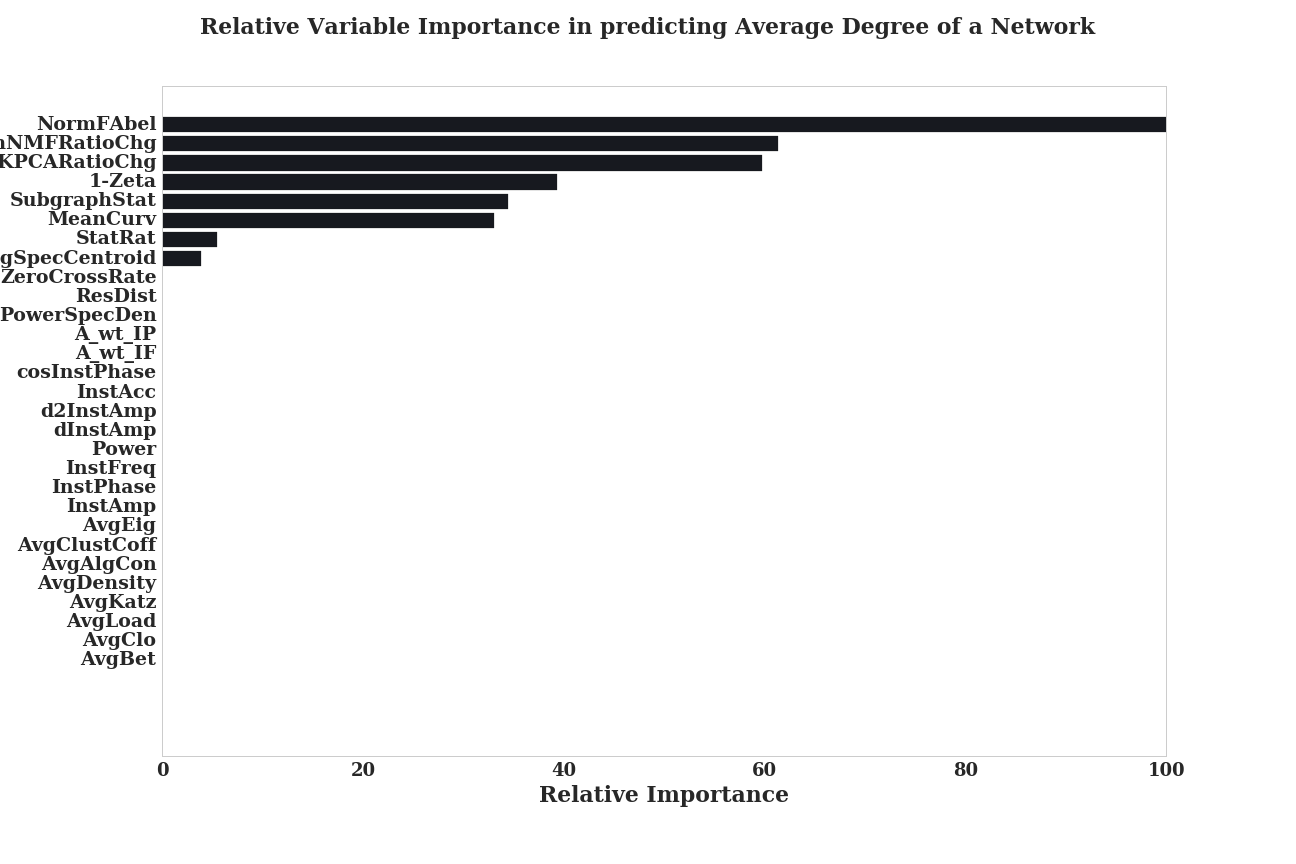 Relative Variable Importance in predicting Average Degree of a Network
NormFAbel
nNMFRatioChg
KPCARatioChg
1-Zeta
SubgraphStat
MeanCurv
StatRat
gSpecCentroid
ZeroCrossRate
ResDist
PowerSpecDen
A_wt_IP
A_wt_IF
cosInstPhase
InstAcc
d2InstAmp
dInstAmp
Power
InstFreq
InstPhase
InstAmp
AvgEig
AvgClustCoff
AvgAlgCon
AvgDensity
AvgKatz
AvgLoad
AvgClo
AvgBet
0 20 40 60 80 100
Relative Importance